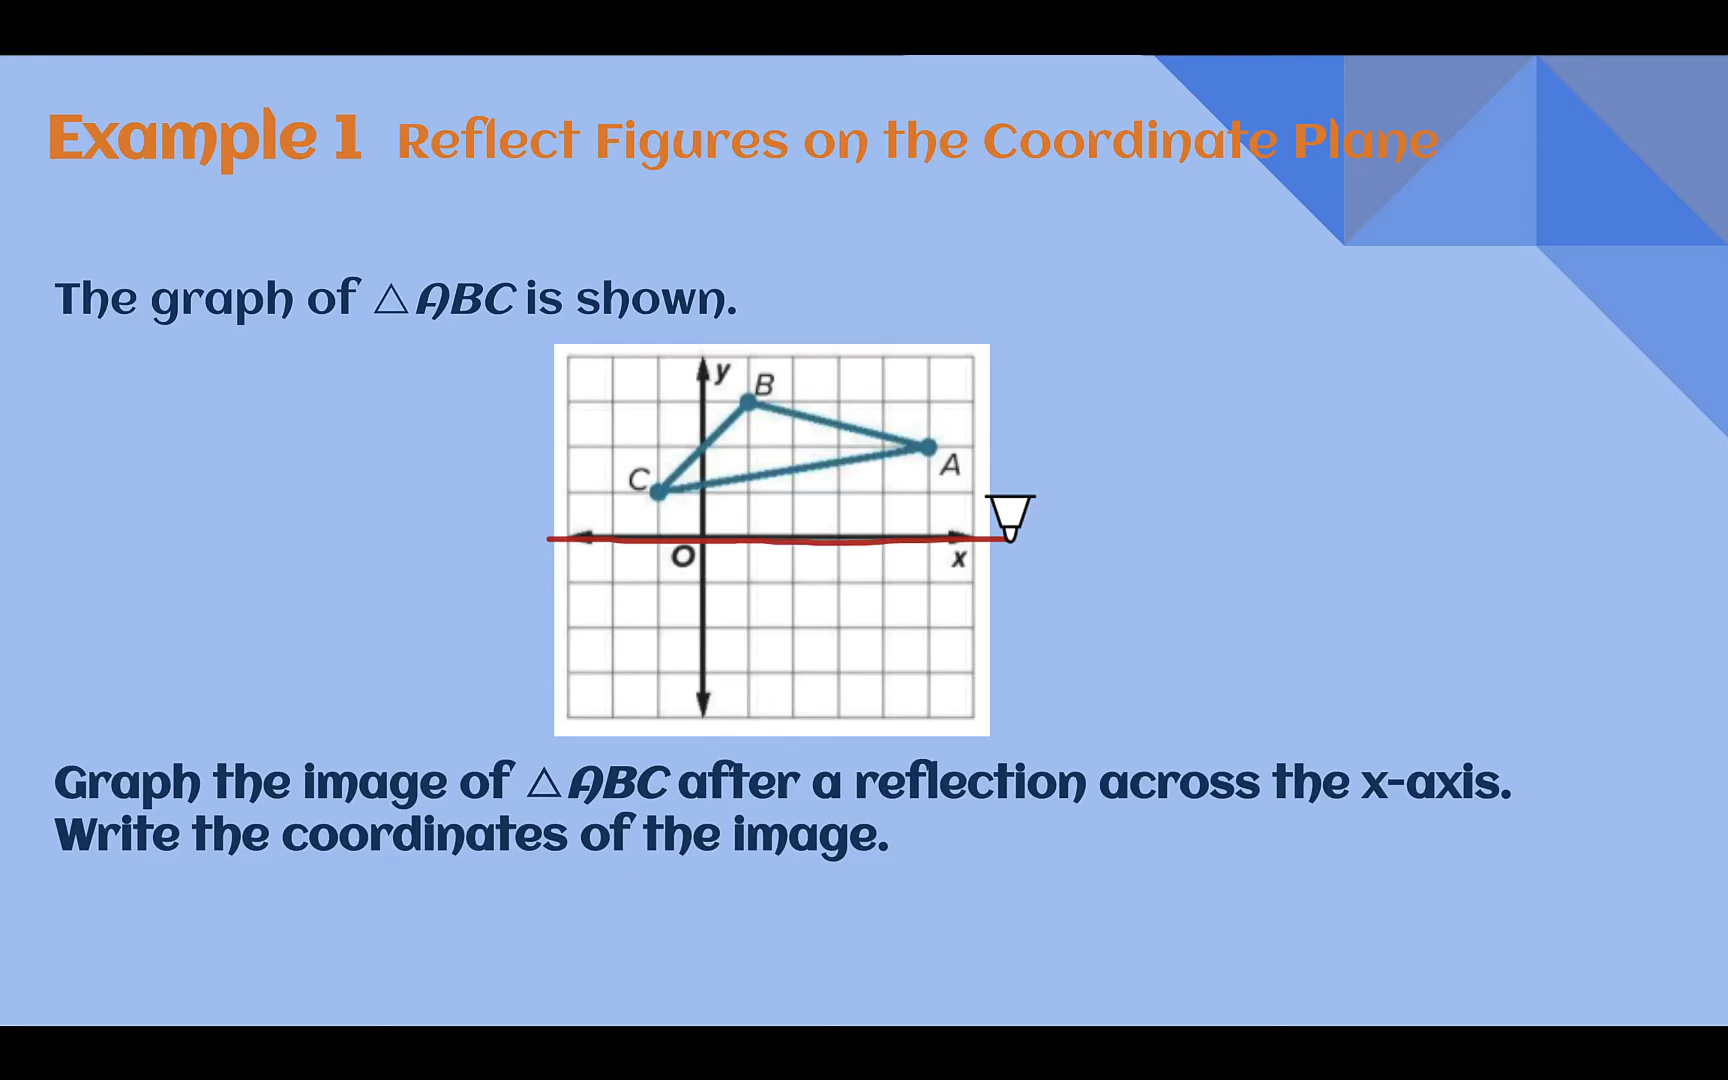 Example 1 Reflect Figures on the Coordinate Plane
The graph of △ABC is shown.
y
B
A
C
O
x
Graph the image of △ABC after a reflection across the x-axis.
Write the coordinates of the image.